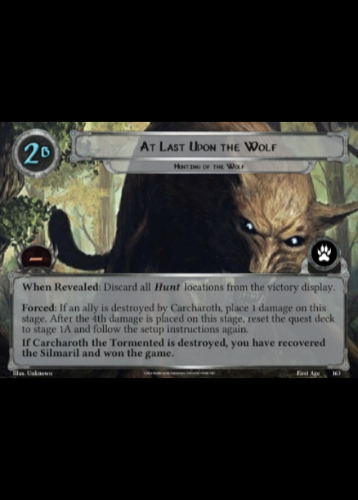 2B
At Last Upon the Wolf
Hunting of the Wolf
When Revealed: Discard all Hunt locations from the victory display.
Forced: If an ally is destroyed by Carcharoth, place 1 damage on this
stage. After the 4th damage is placed on this stage, reset the quest deck
to stage 1A and follow the setup instructions again.
If Carcharoth the Tormented is destroyed, you have recovered
the Silmaril and won the game.
Illus. Unknown
First Age 163